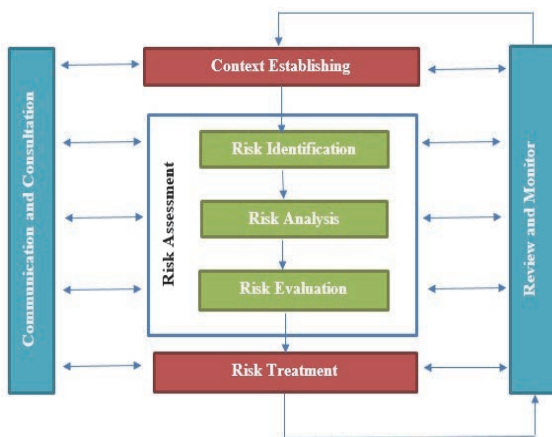 Context Establishing
Communication and Consultation
Risk Assessment
Risk Identification
Risk Analysis
Risk Evaluation
Review and Monitor
Risk Treatment